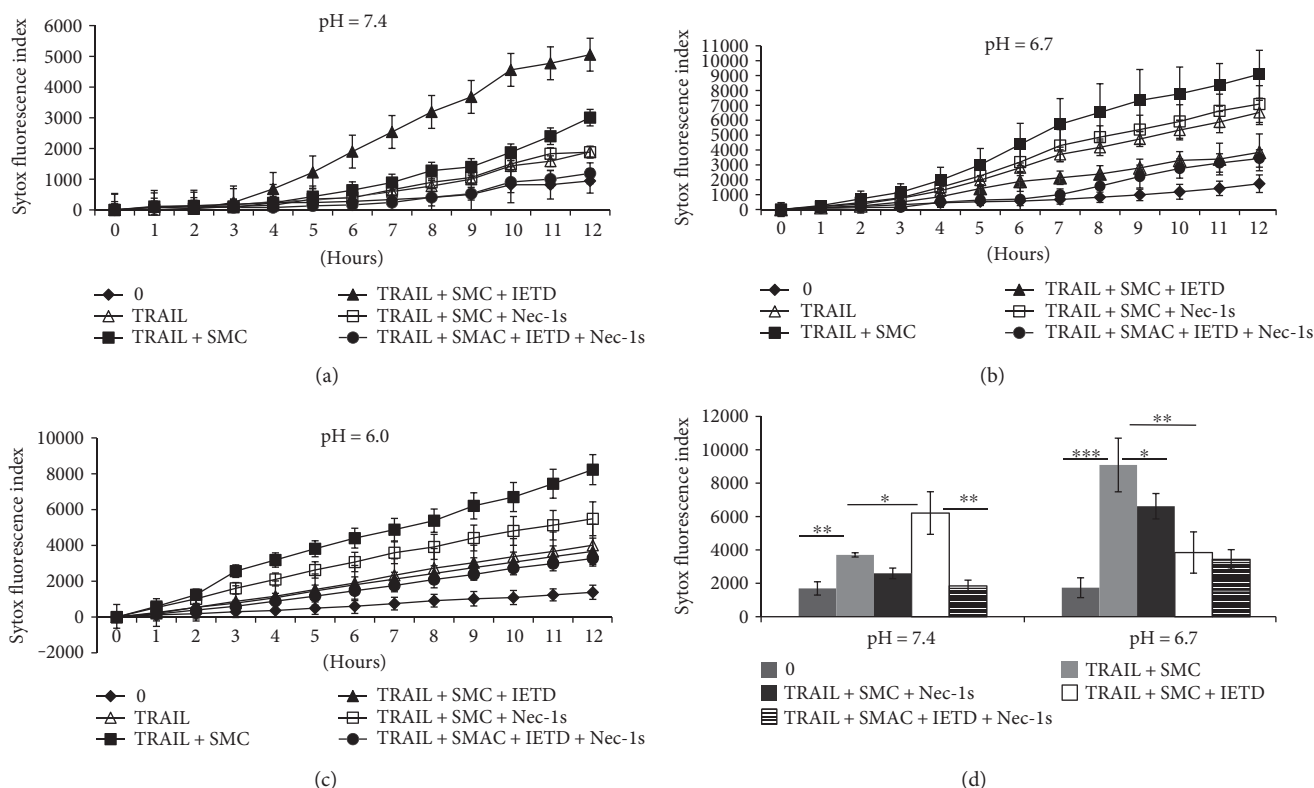 pH = 7.4
Sytox fluorescence index
6000
5000
4000
3000
2000
1000
0
0 1 2 3 4 5 6 7 8 9 10 11 12
(Hours)
0
TRAIL
TRAIL + SMC
TRAIL + SMC + IETD
TRAIL + SMC + Nec-1s
TRAIL + SMAC + IETD + Nec-1s
(a)
pH = 6.7
Sytox fluorescence index
11000
10000
9000
8000
7000
6000
5000
4000
3000
2000
1000
0
0 1 2 3 4 5 6 7 8 9 10 11 12
(Hours)
0
TRAIL
TRAIL + SMC
TRAIL + SMC + IETD
TRAIL + SMC + Nec-1s
TRAIL + SMAC + IETD + Nec-1s
(b)
pH = 6.0
Sytox fluorescence index
10000
8000
6000
4000
2000
0
−2000
0 1 2 3 4 5 6 7 8 9 10 11 12
(Hours)
0
TRAIL
TRAIL + SMC
TRAIL + SMC + IETD
TRAIL + SMC + Nec-1s
TRAIL + SMAC + IETD + Nec-1s
(c)
Sytox fluorescence index
12000
10000
8000
6000
4000
2000
0
** * ** *** * **
pH = 7.4 pH = 6.7
0
TRAIL + SMC + Nec-1s
TRAIL + SMAC + IETD + Nec-1s
TRAIL + SMC
TRAIL + SMC + IETD
(d)